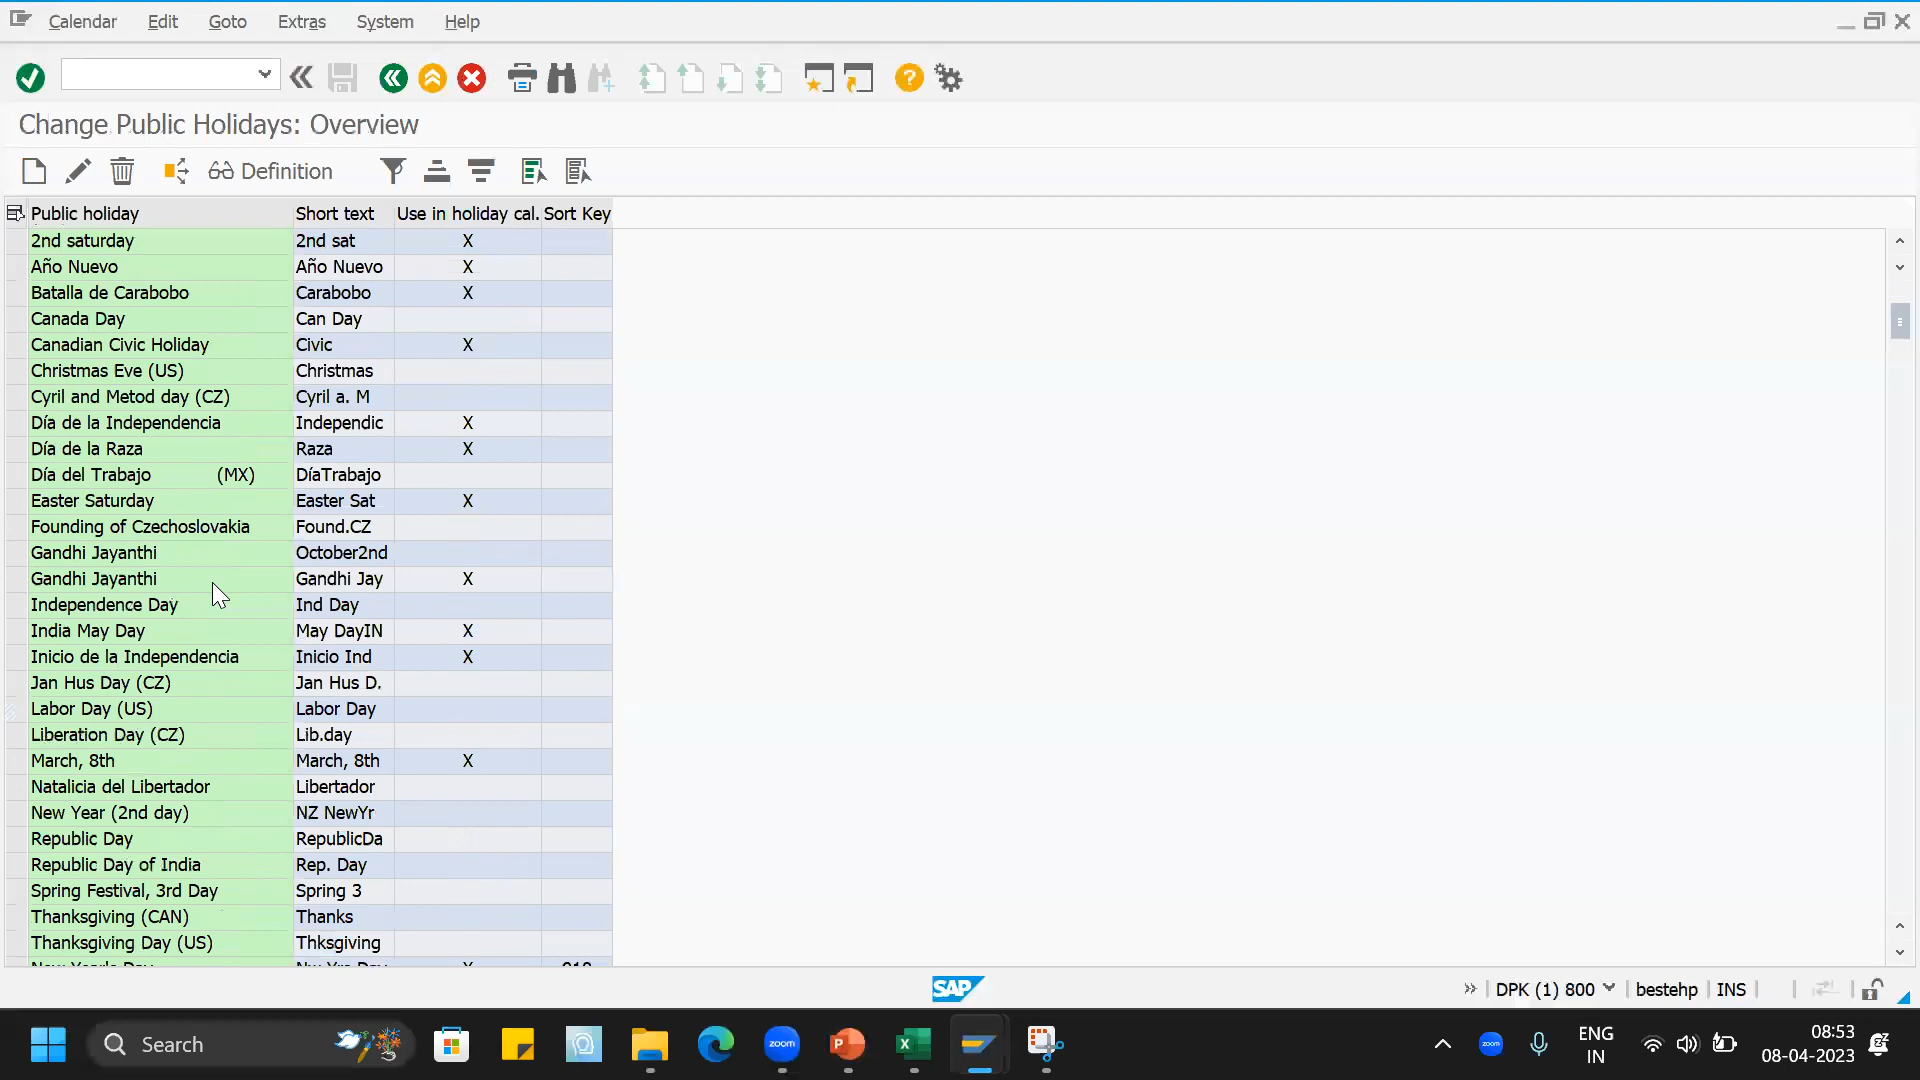 Calendar Edit Goto Extras System Help
Change Public Holidays: Overview
Definition
Public holiday Short text Use in holiday cal. Sort Key
2nd saturday 2nd sat X
Año Nuevo Año Nuevo X
Batalla de Carabobo Carabobo X
Canada Day Can Day
Canadian Civic Holiday Civic X
Christmas Eve (US) Christmas
Cyril and Metod day (CZ) Cyril a. M
Día de la Independencia Independic X
Día de la Raza Raza X
Día del Trabajo (MX) DíaTrabajo
Easter Saturday Easter Sat X
Founding of Czechoslovakia Found.CZ
Gandhi Jayanthi October2nd
Gandhi Jayanthi Gandhi Jay X
Independence Day Ind Day
India May Day May DayIN X
Inicio de la Independencia Inicio Ind X
Jan Hus Day (CZ) Jan Hus D.
Labor Day (US) Labor Day
Liberation Day (CZ) Lib.day
March, 8th March, 8th X
Natalicia del Libertador Libertador
New Year (2nd day) NZ NewYr
Republic Day RepublicDa
Republic Day of India Rep. Day
Spring Festival, 3rd Day Spring 3
Thanksgiving (CAN) Thanks
Thanksgiving Day (US) Thksgiving
SAP DPK (1) 800 bestehp INS
Search zoom P X zoom ENG IN 08:53
08-04-2023